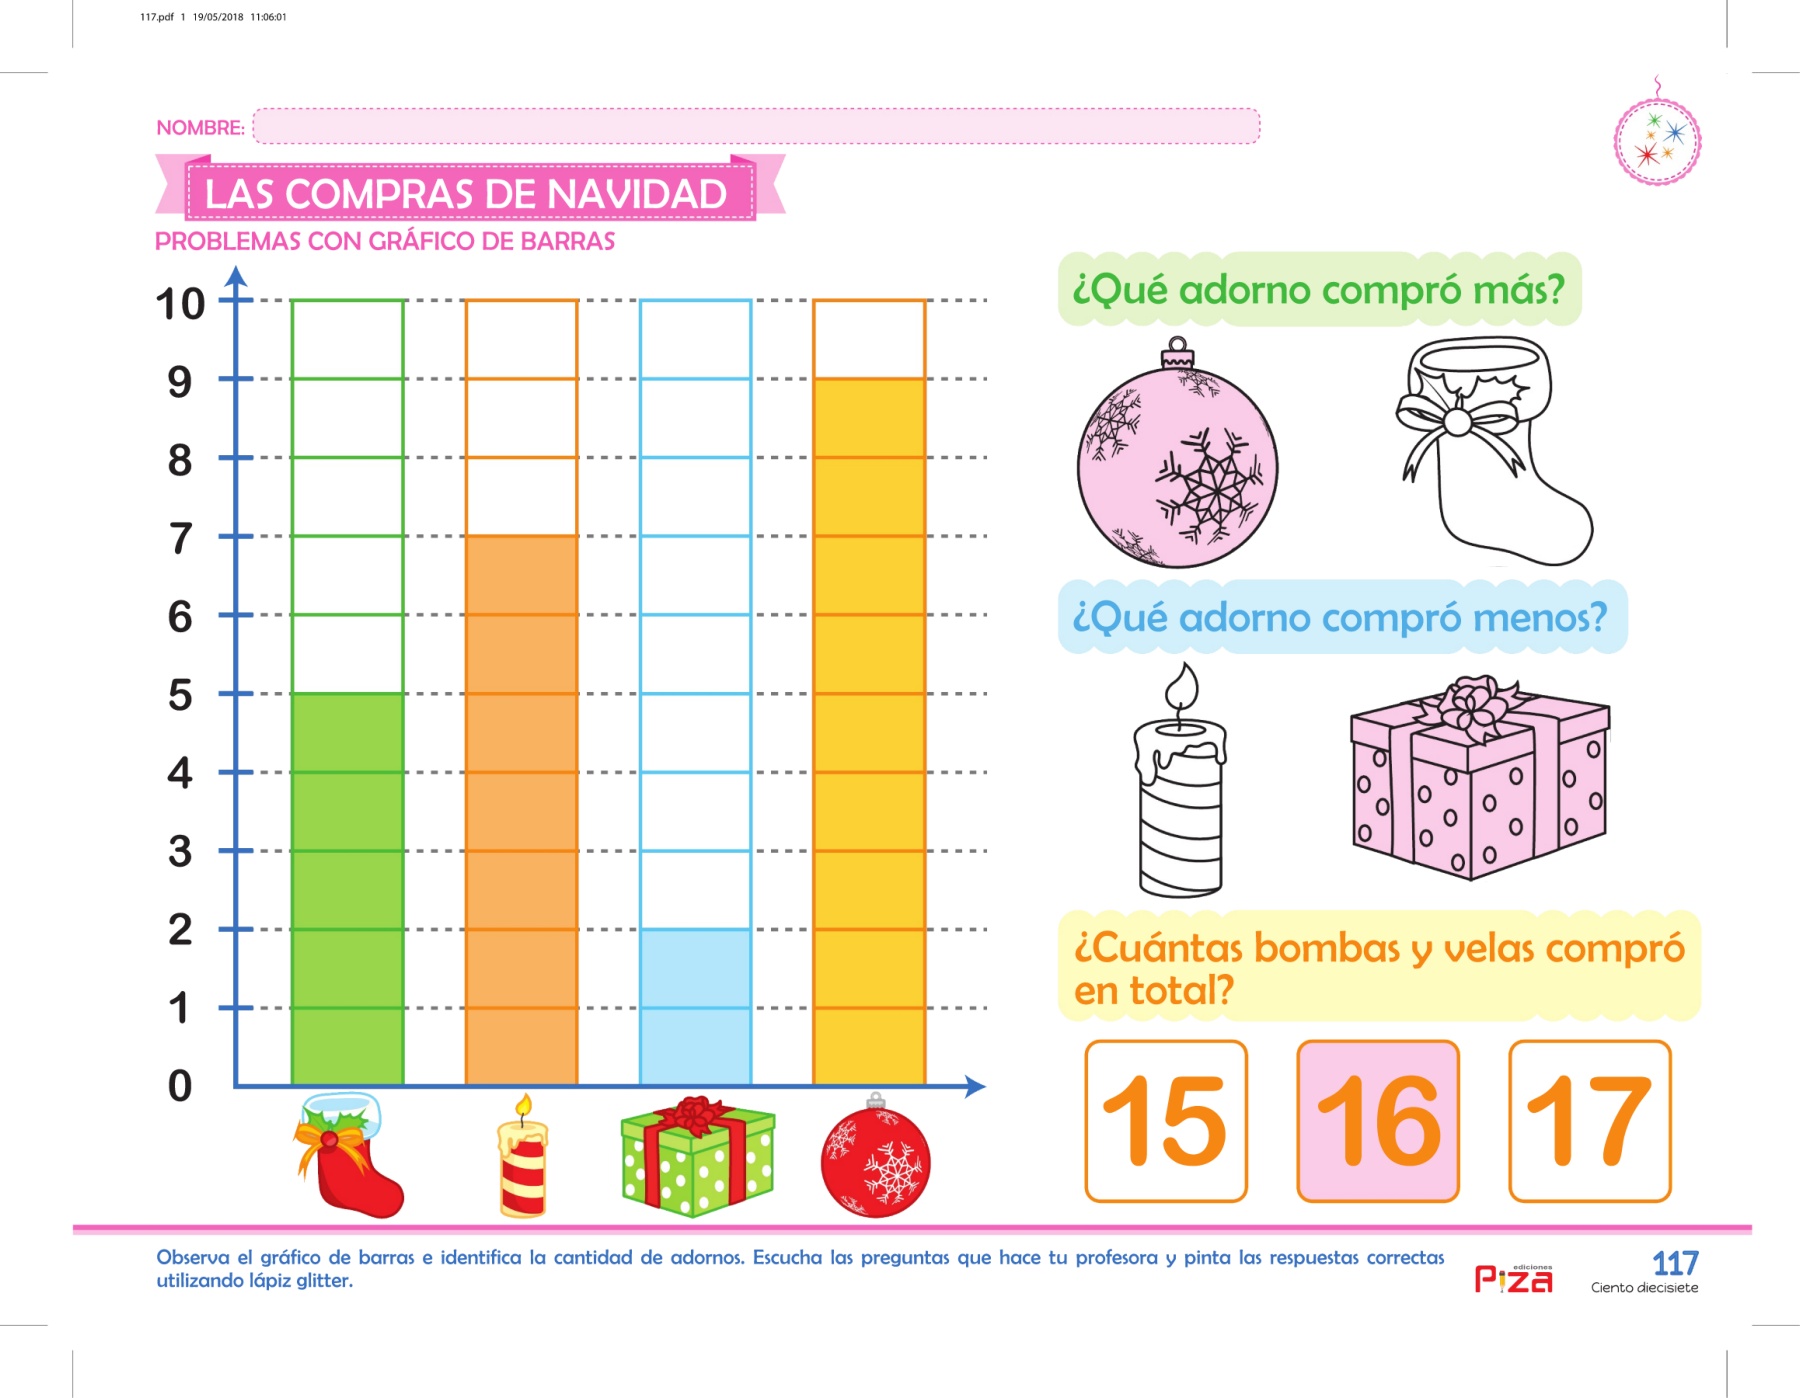 117.pdf 1 19/05/2018 11:06:01
NOMBRE:
LAS COMPRAS DE NAVIDAD
PROBLEMAS CON GRÁFICO DE BARRAS
10
9
8
7
6
5
4
3
2
1
0
¿Qué adorno compró más?
¿Qué adorno compró menos?
¿Cuántas bombas y velas compró
en total?
15 16 17
Observa el gráfico de barras e identifica la cantidad de adornos. Escucha las preguntas que hace tu profesora y pinta las respuestas correctas
utilizando lápiz glitter.
ediciones
Piza
117
Ciento diecisiete